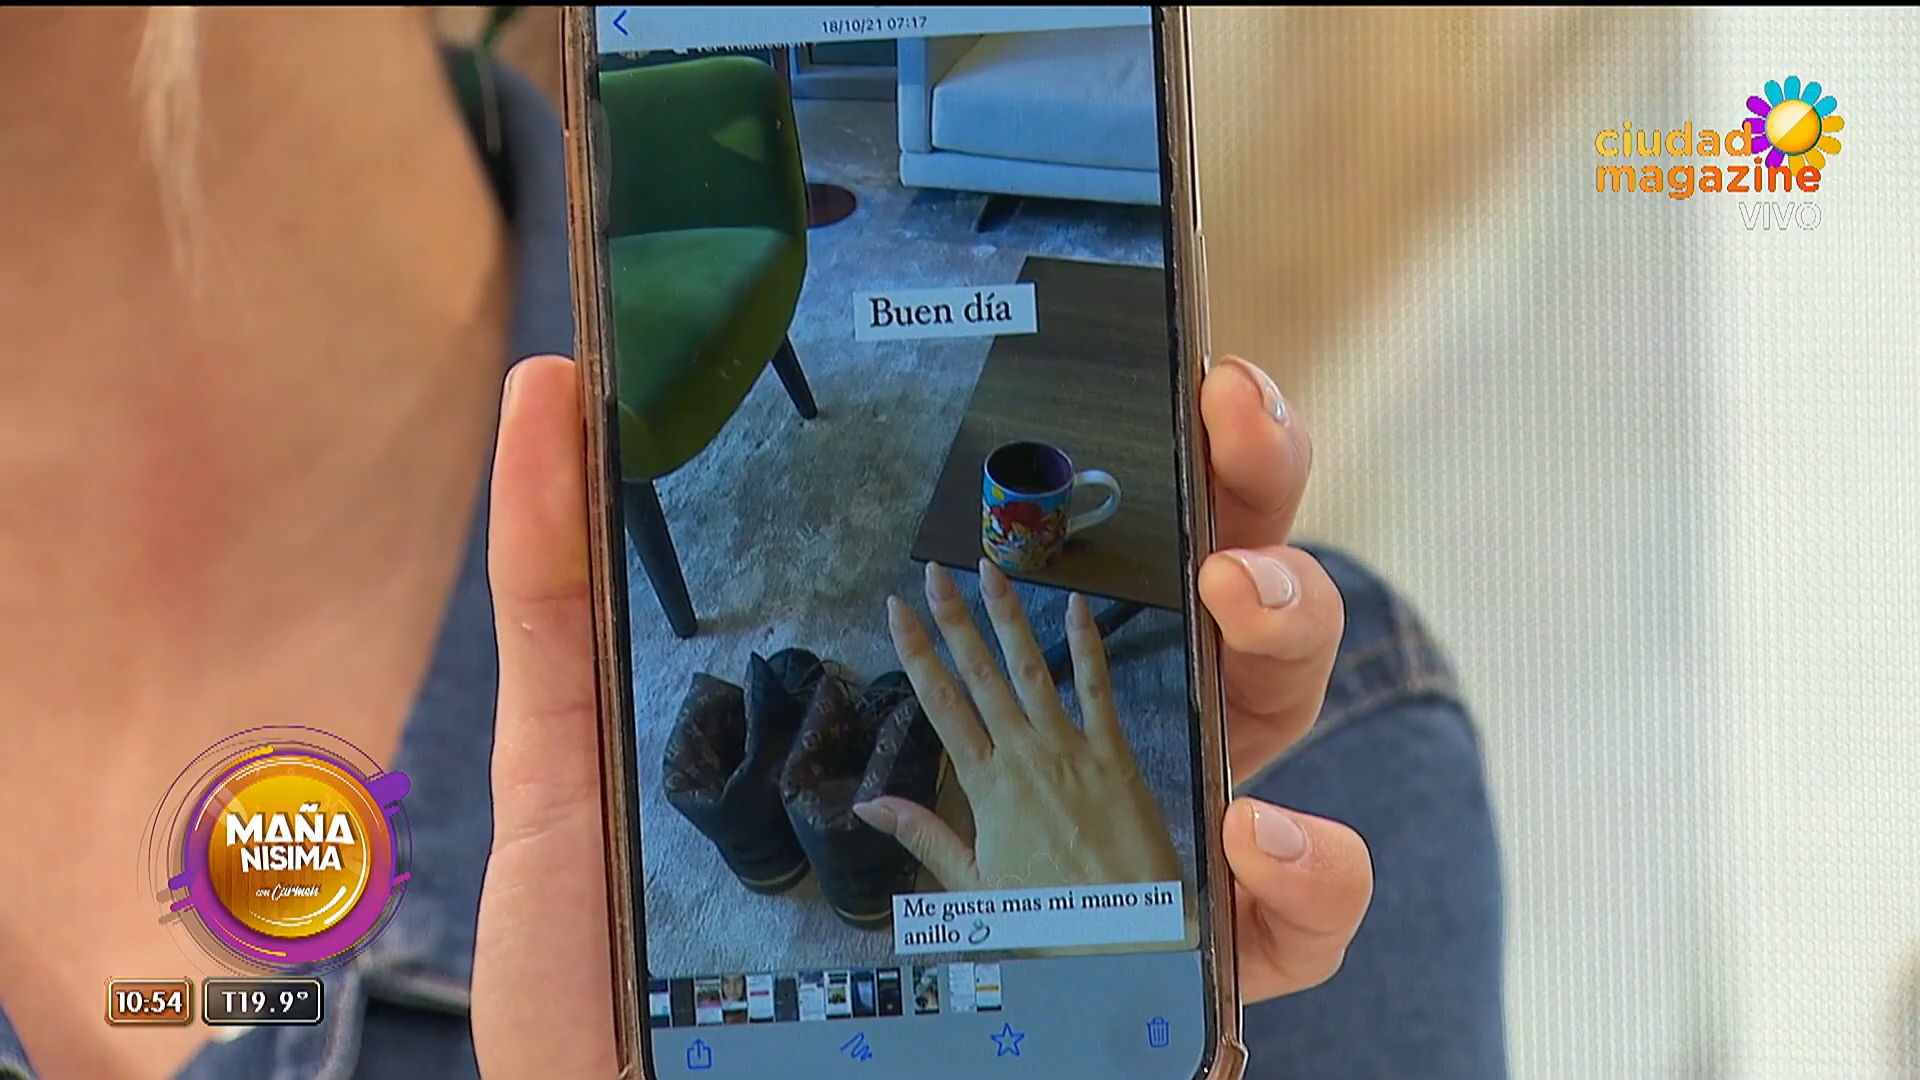 18/10/21 07:17
ciudad
magazine
VIVO
Buen día
Me gusta mas mi mano sin
anillo
MAÑA
NISIMA
con Carmen
10:54
T19.9°